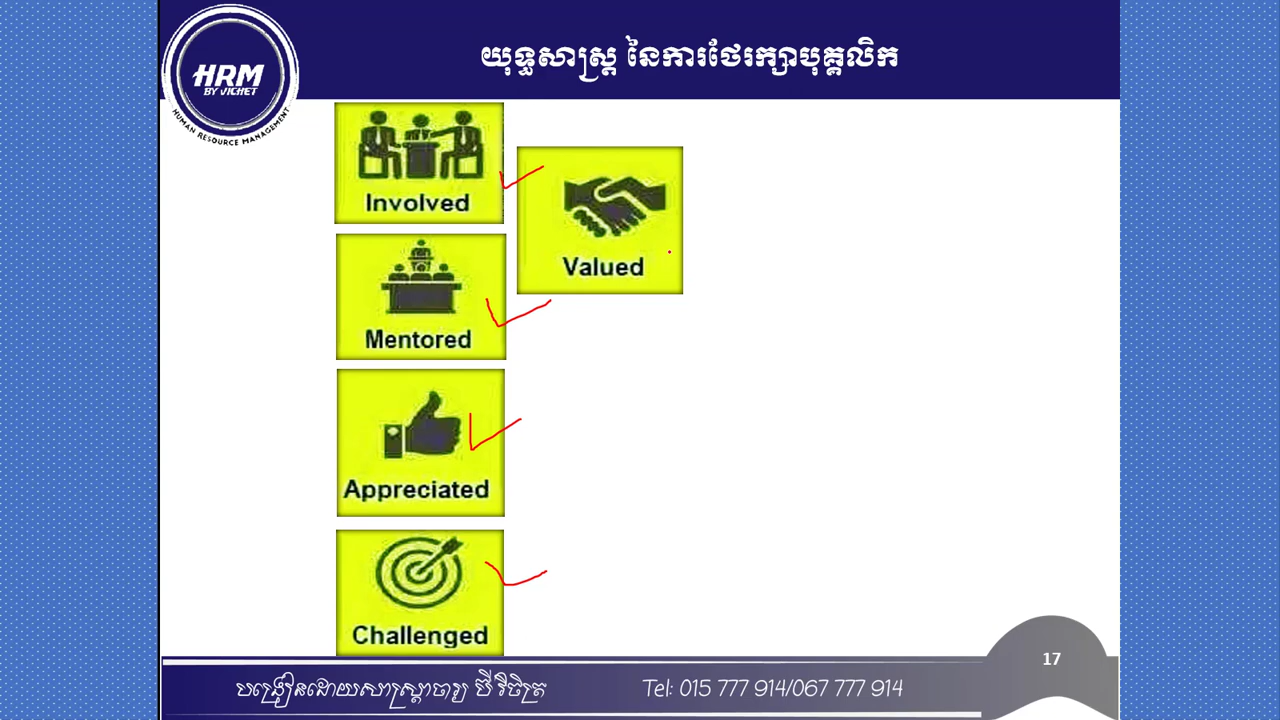 HRM
BY VICHET
HUMAN RESOURCE MANAGEMENT
យុទ្ធសាស្ត្រ នៃការថែរក្សាបុគ្គលិក
Involved
Valued
Mentored
Appreciated
Challenged
17
បង្រៀនដោយសាស្ត្រាចារ្យ ជី វិចិត្រ
Tel: 015 777 914/067 777 914